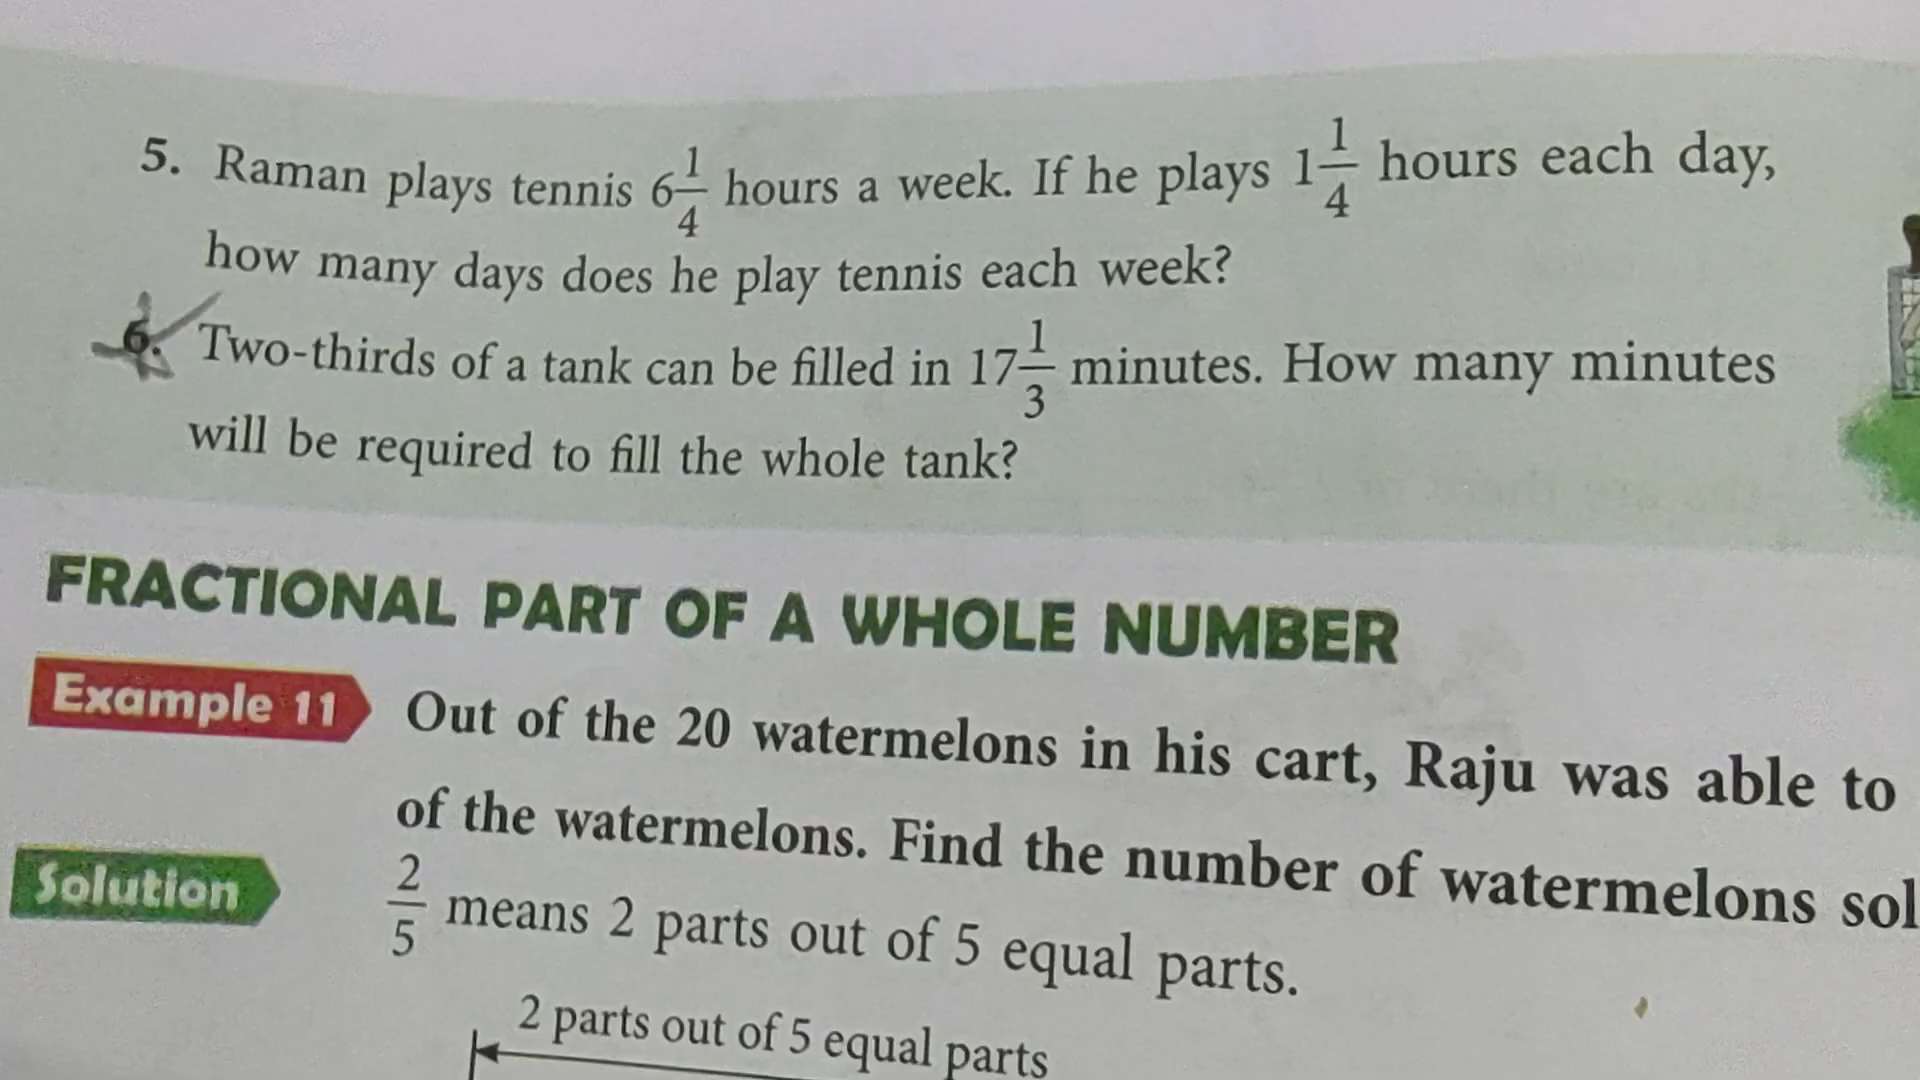 5. Raman plays tennis 6 1/4 hours a week. If he plays 1 1/4 hours each day,
how many days does he play tennis each week?
6. Two-thirds of a tank can be filled in 17 1/3 minutes. How many minutes
will be required to fill the whole tank?
FRACTIONAL PART OF A WHOLE NUMBER
Example 11 Out of the 20 watermelons in his cart, Raju was able to
of the watermelons. Find the number of watermelons sol
Solution 2/5 means 2 parts out of 5 equal parts.
2 parts out of 5 equal parts